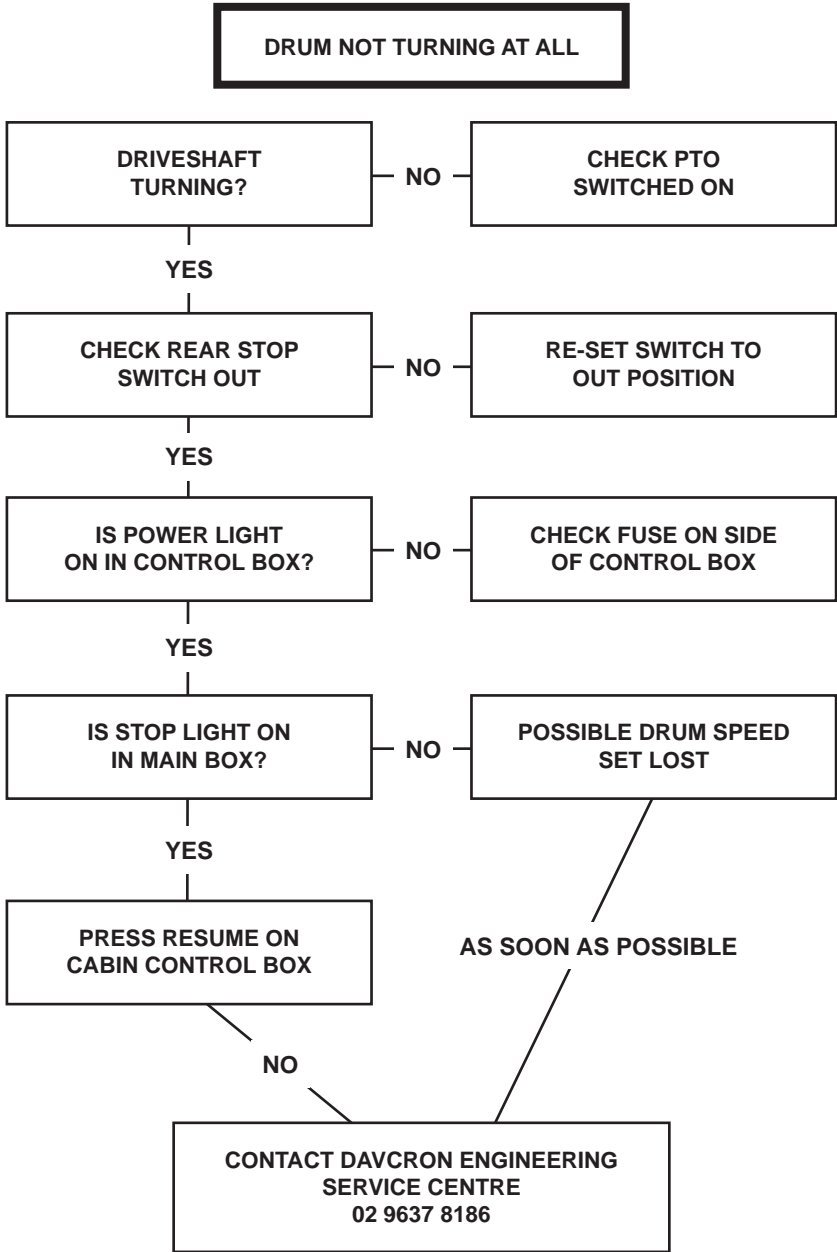 DRUM NOT TURNING AT ALL
DRIVESHAFT
TURNING?
NO
CHECK PTO
SWITCHED ON
YES
CHECK REAR STOP
SWITCH OUT
NO
RE-SET SWITCH TO
OUT POSITION
YES
IS POWER LIGHT
ON IN CONTROL BOX?
NO
CHECK FUSE ON SIDE
OF CONTROL BOX
YES
IS STOP LIGHT ON
IN MAIN BOX?
NO
POSSIBLE DRUM SPEED
SET LOST
YES
PRESS RESUME ON
CABIN CONTROL BOX
AS SOON AS POSSIBLE
NO
CONTACT DAVCRON ENGINEERING
SERVICE CENTRE
02 9637 8186